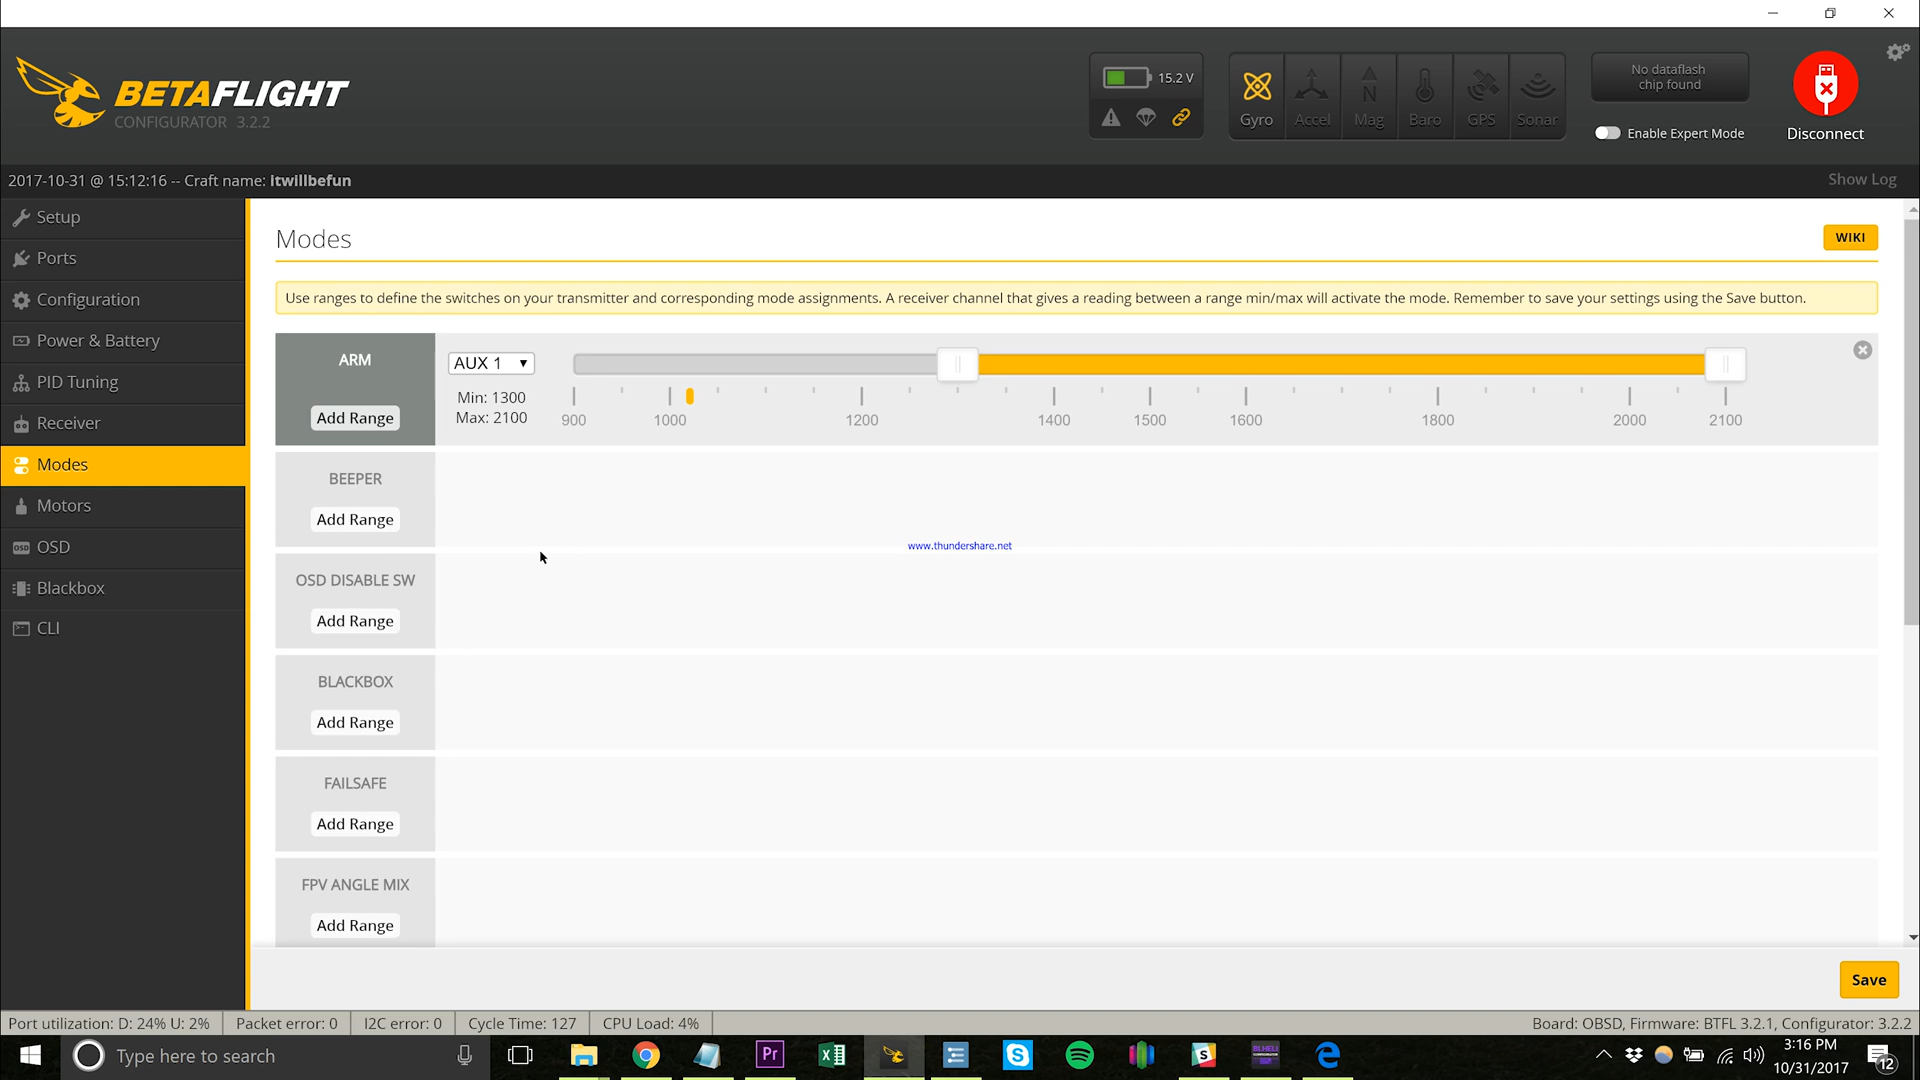 BETAFLIGHT
CONFIGURATOR 3.2.2
15.2 V
Gyro
Accel
Mag
N
Baro
GPS
Sonar
No dataflash
chip found
Enable Expert Mode
Disconnect
2017-10-31 @ 15:12:16 -- Craft name: itwillbefun
Show Log
Setup
Ports
Configuration
Power & Battery
PID Tuning
Receiver
Modes
Motors
OSD
OSD
Blackbox
CLI
Modes
WIKI
Use ranges to define the switches on your transmitter and corresponding mode assignments. A receiver channel that gives a reading between a range min/max will activate the mode. Remember to save your settings using the Save button.
ARM
Add Range
AUX 1
Min: 1300
Max: 2100
900 1000 1200 1400 1500 1600 1800 2000 2100
BEEPER
Add Range
www.thundershare.net
OSD DISABLE SW
Add Range
BLACKBOX
Add Range
FAILSAFE
Add Range
FPV ANGLE MIX
Add Range
Save
Port utilization: D: 24% U: 2% Packet error: 0 I2C error: 0 Cycle Time: 127 CPU Load: 4%
Board: OBSD, Firmware: BTFL 3.2.1, Configurator: 3.2.2
Type here to search
Pr
BLHELI
3:16 PM
10/31/2017
12